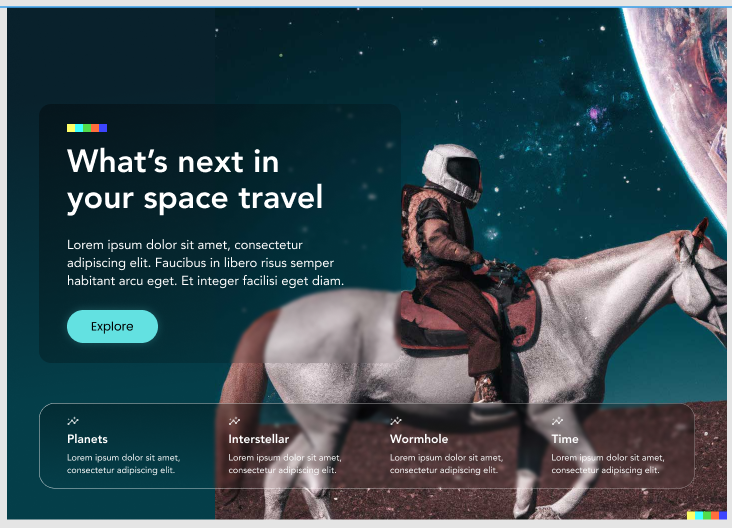 What’s next in
your space travel
Lorem ipsum dolor sit amet, consectetur
adipiscing elit. Faucibus in libero risus semper
habitant arcu eget. Et integer facilisi eget diam.
Explore
Planets
Lorem ipsum dolor sit amet,
consectetur adipiscing elit.
Interstellar
Lorem ipsum dolor sit amet,
consectetur adipiscing elit.
Wormhole
Lorem ipsum dolor sit amet,
consectetur adipiscing elit.
Time
Lorem ipsum dolor sit amet,
consectetur adipiscing elit.